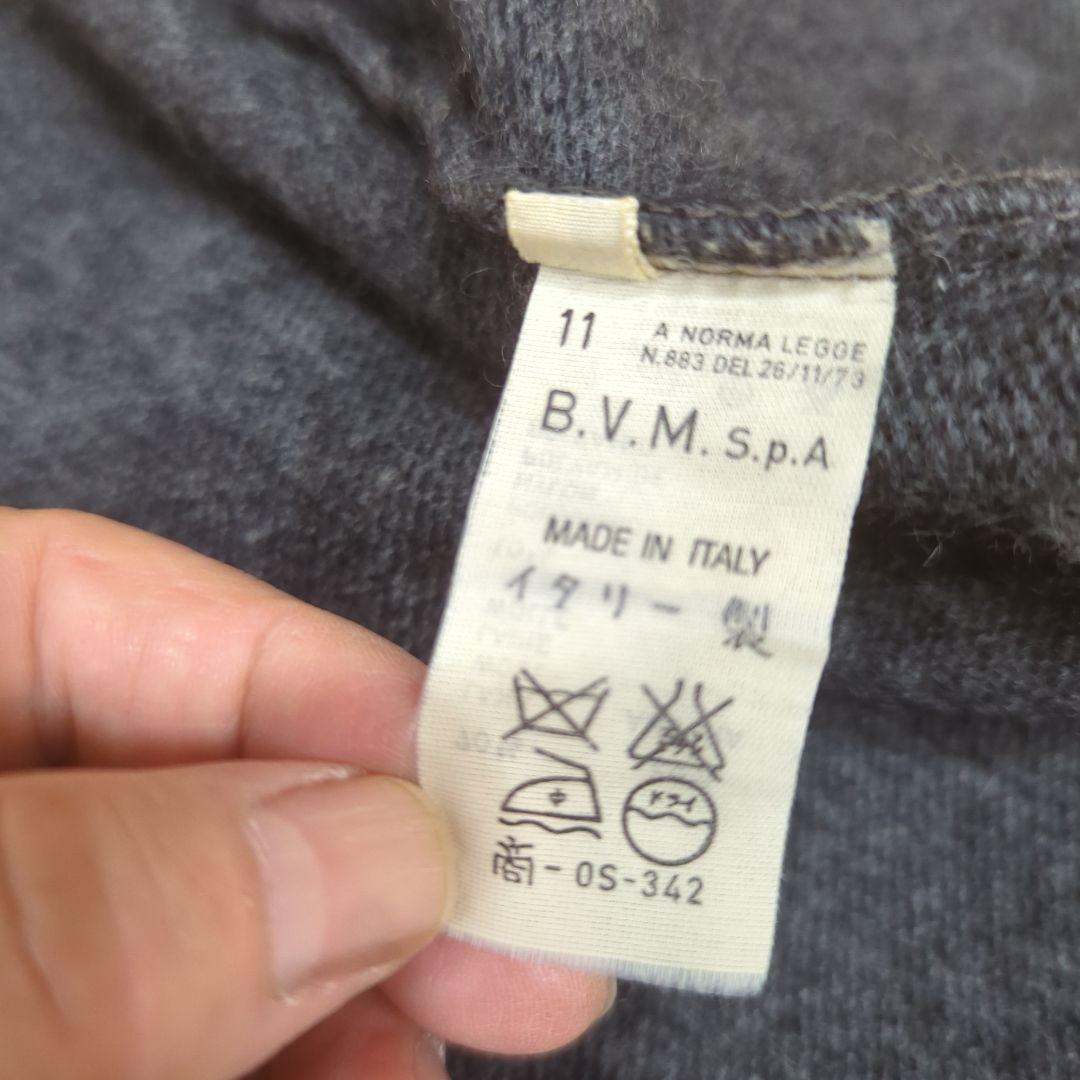 11
A NORMA LEGGE
N.883 DEL 26/11/73
B.V.M. S.p.A
MADE IN ITALY
イタリー製
中
ドライ
-OS-342